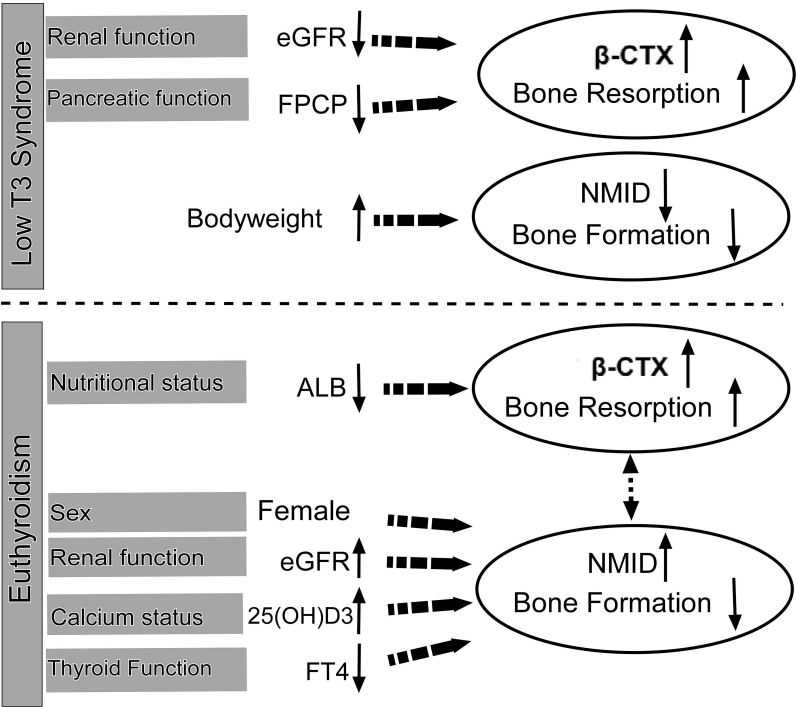 Low T3 Syndrome
Renal function
eGFR
β-CTX
Bone Resorption
Pancreatic function
FPCP
Bodyweight
NMID
Bone Formation
Euthyroidism
Nutritional status
ALB
β-CTX
Bone Resorption
Sex
Female
Renal function
eGFR
Calcium status
25(OH)D3
Thyroid Function
FT4
NMID
Bone Formation